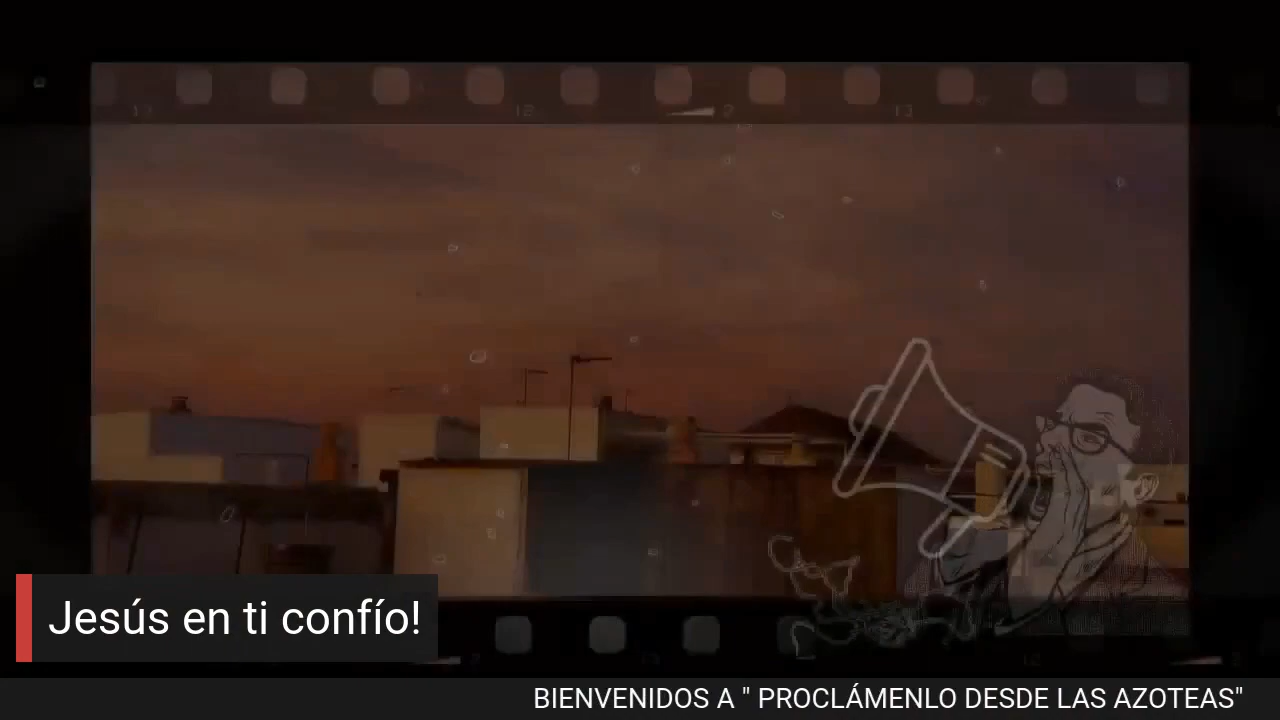 Jesús en ti confío!
BIENVENIDOS A " PROCLÁMENLO DESDE LAS AZOTEAS"